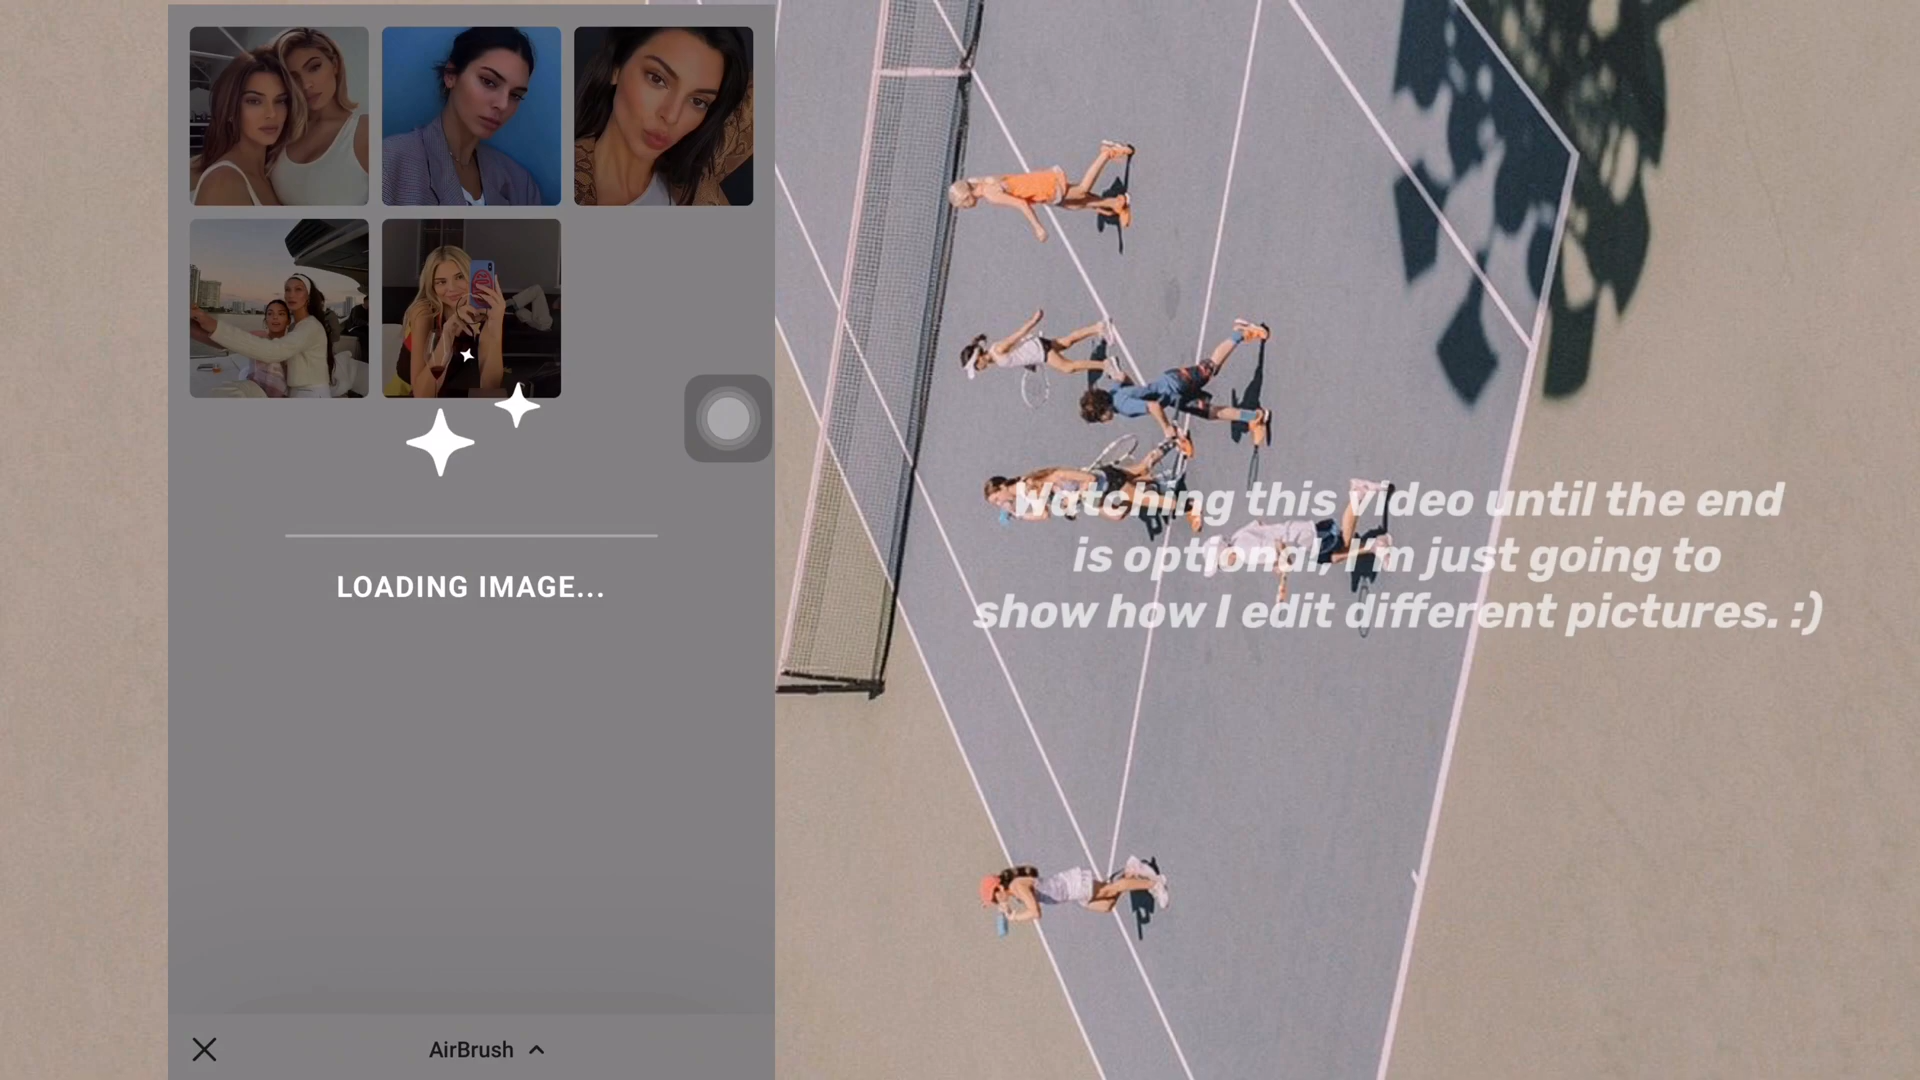 LOADING IMAGE...
AirBrush
Watching this video until the end
is optional, I'm just going to
show how I edit different pictures. :)